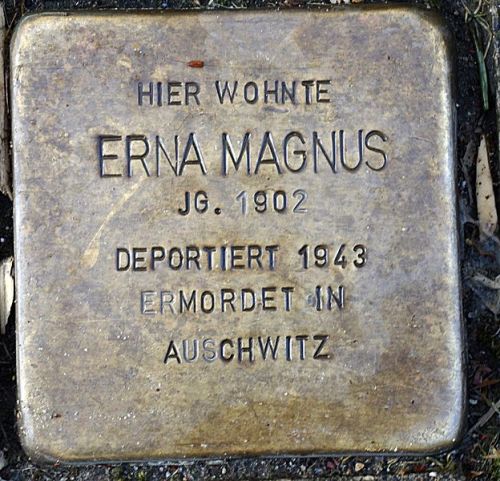 HIER WOHNTE
ERNA MAGNUS
JG. 1902
DEPORTIERT 1943
ERMORDET IN
AUSCHWITZ